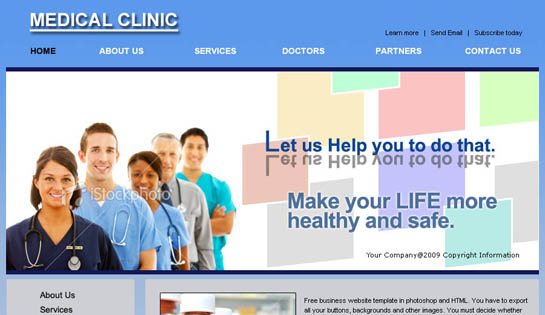 MEDICAL CLINIC
Learn more | Send Email | Subscribe today
HOME ABOUT US SERVICES DOCTORS PARTNERS CONTACT US
Let us Help you to do that.
Let us Help you to do that.
iStockphoto
Make your LIFE more
healthy and safe.
Your Company@2009 Copyright Information
About Us
Services
Free business website template in photoshop and HTML. You have to export
all your buttons, backgrounds and other images. You must decide whether